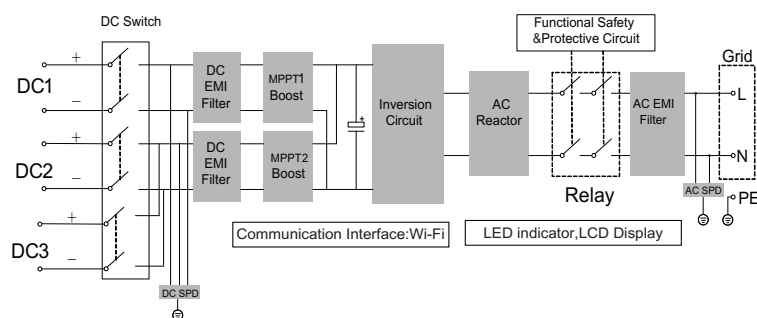 DC Switch
Functional Safety
&Protective Circuit
Grid
DC1
+
−
DC
EMI
Filter
MPPT1
Boost
+
Inversion
Circuit
AC
Reactor
AC EMI
Filter
L
N
DC2
+
−
DC
EMI
Filter
MPPT2
Boost
Relay
AC SPD
PE
DC3
+
−
Communication Interface:Wi-Fi
LED indicator,LCD Display
DC SPD